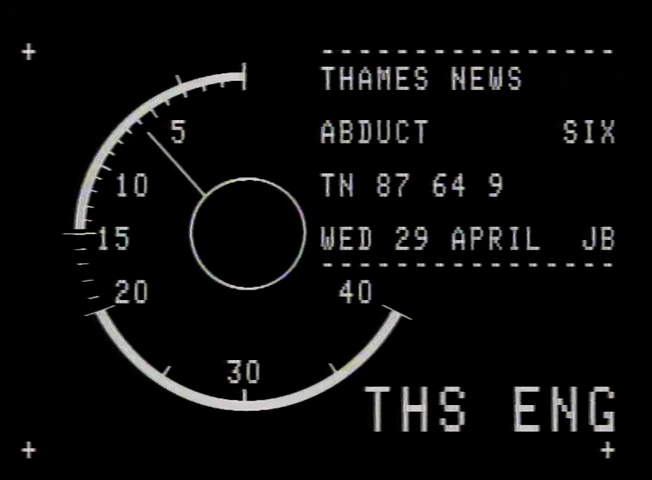 THAMES NEWS
ABDUCT SIX
TN 87 64 9
WED 29 APRIL JB
5
10
15
20
30
40
THS ENG